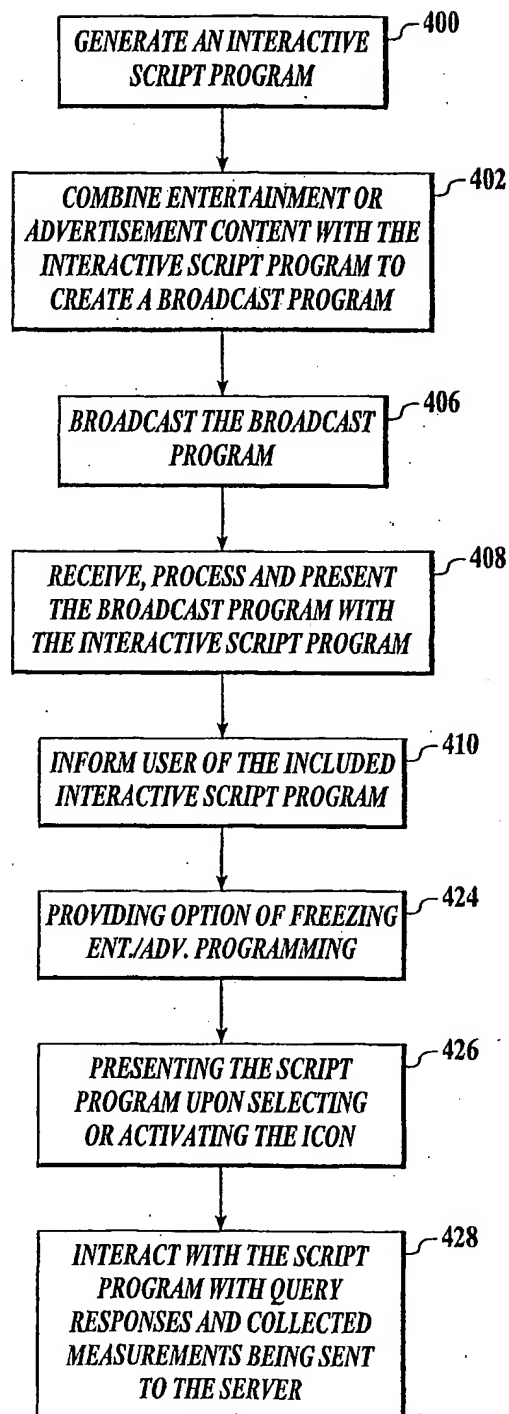 400
GENERATE AN INTERACTIVE
SCRIPT PROGRAM
402
COMBINE ENTERTAINMENT OR
ADVERTISEMENT CONTENT WITH THE
INTERACTIVE SCRIPT PROGRAM TO
CREATE A BROADCAST PROGRAM
406
BROADCAST THE BROADCAST
PROGRAM
408
RECEIVE, PROCESS AND PRESENT
THE BROADCAST PROGRAM WITH
THE INTERACTIVE SCRIPT PROGRAM
410
INFORM USER OF THE INCLUDED
INTERACTIVE SCRIPT PROGRAM
424
PROVIDING OPTION OF FREEZING
ENT./ADV. PROGRAMMING
426
PRESENTING THE SCRIPT
PROGRAM UPON SELECTING
OR ACTIVATING THE ICON
428
INTERACT WITH THE SCRIPT
PROGRAM WITH QUERY
RESPONSES AND COLLECTED
MEASUREMENTS BEING SENT
TO THE SERVER